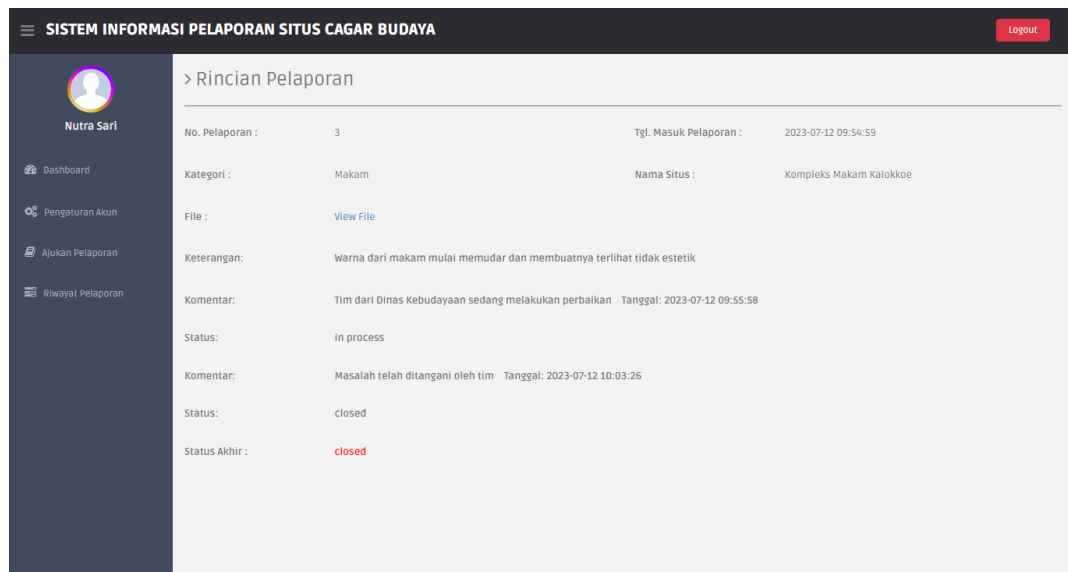 SISTEM INFORMASI PELAPORAN SITUS CAGAR BUDAYA
Logout
Nutra Sari
Dashboard
Pengaturan Akun
Ajukan Pelaporan
Riwayat Pelaporan
> Rincian Pelaporan
No. Pelaporan : 3 Tgl. Masuk Pelaporan : 2023-07-12 09:54:59
Kategori : Makam Nama Situs : Kompleks Makam Kalokkoe
File : View File
Keterangan: Warna dari makam mulai memudar dan membuatnya terlihat tidak estetik
Komentar: Tim dari Dinas Kebudayaan sedang melakukan perbaikan Tanggal: 2023-07-12 09:55:58
Status: in process
Komentar: Masalah telah ditangani oleh tim Tanggal: 2023-07-12 10:03:26
Status: closed
Status Akhir : closed